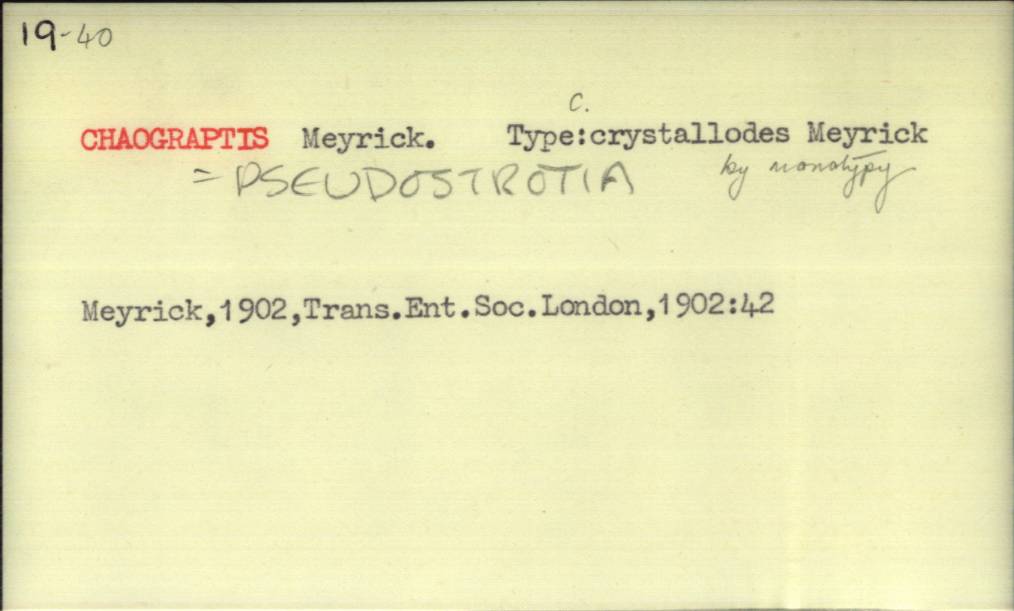 19-40
C.
CHAOGRAPTIS Meyrick. Type:crystallodes Meyrick
= PSEUDOSTROTIA by monotypy
Meyrick,1902,Trans.Ent.Soc.London,1902:42